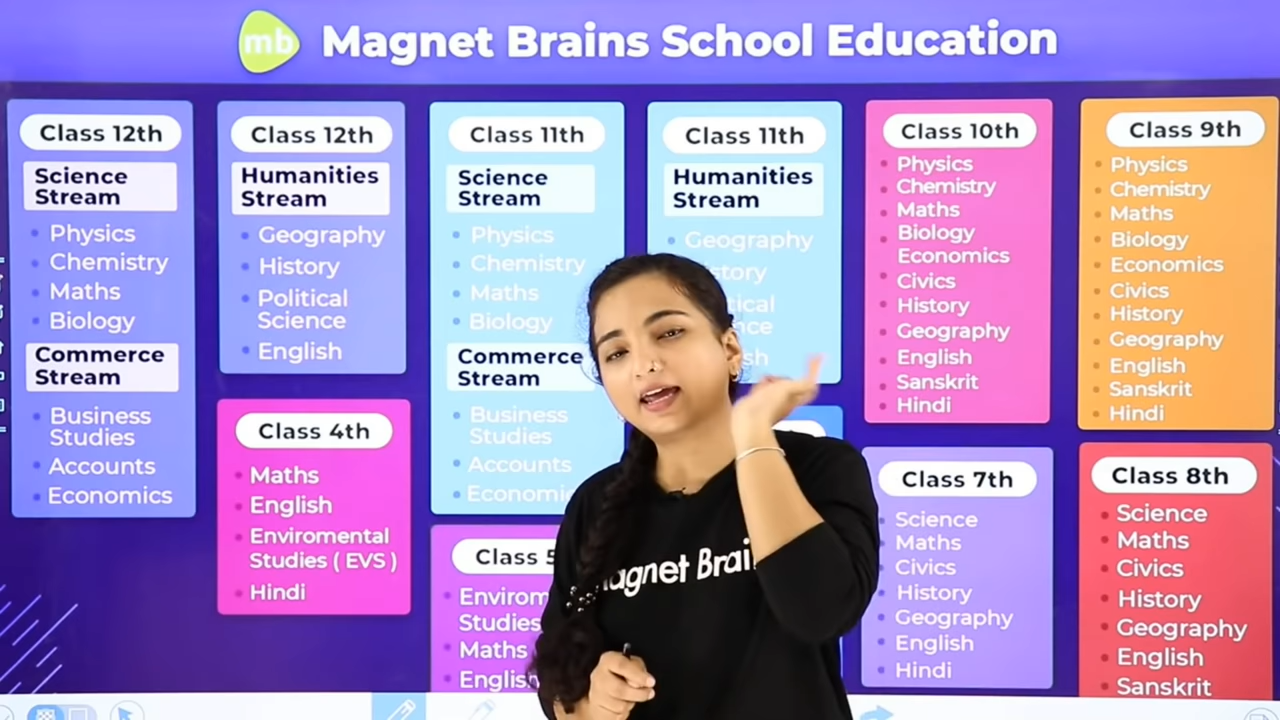 mb Magnet Brains School Education
Class 12th
Science
Stream
Physics
Chemistry
Maths
Biology
Commerce
Stream
Business
Studies
Accounts
Economics
Class 12th
Humanities
Stream
Geography
History
Political
Science
English
Class 4th
Maths
English
Enviromental
Studies ( EVS )
Hindi
Class 11th
Science
Stream
Physics
Chemistry
Maths
Biology
Commerce
Stream
Business
Studies
Accounts
Class 5
Studies
Maths
English
Class 11th
Humanities
Stream
Geography
Class 10th
Physics
Chemistry
Maths
Biology
Economics
Civics
History
Geography
English
Sanskrit
Hindi
Class 7th
Science
Maths
Civics
History
Geography
English
Hindi
Class 9th
Physics
Chemistry
Maths
Biology
Economics
Civics
History
Geography
English
Sanskrit
Hindi
Class 8th
Science
Maths
Civics
History
Geography
English
Sanskrit